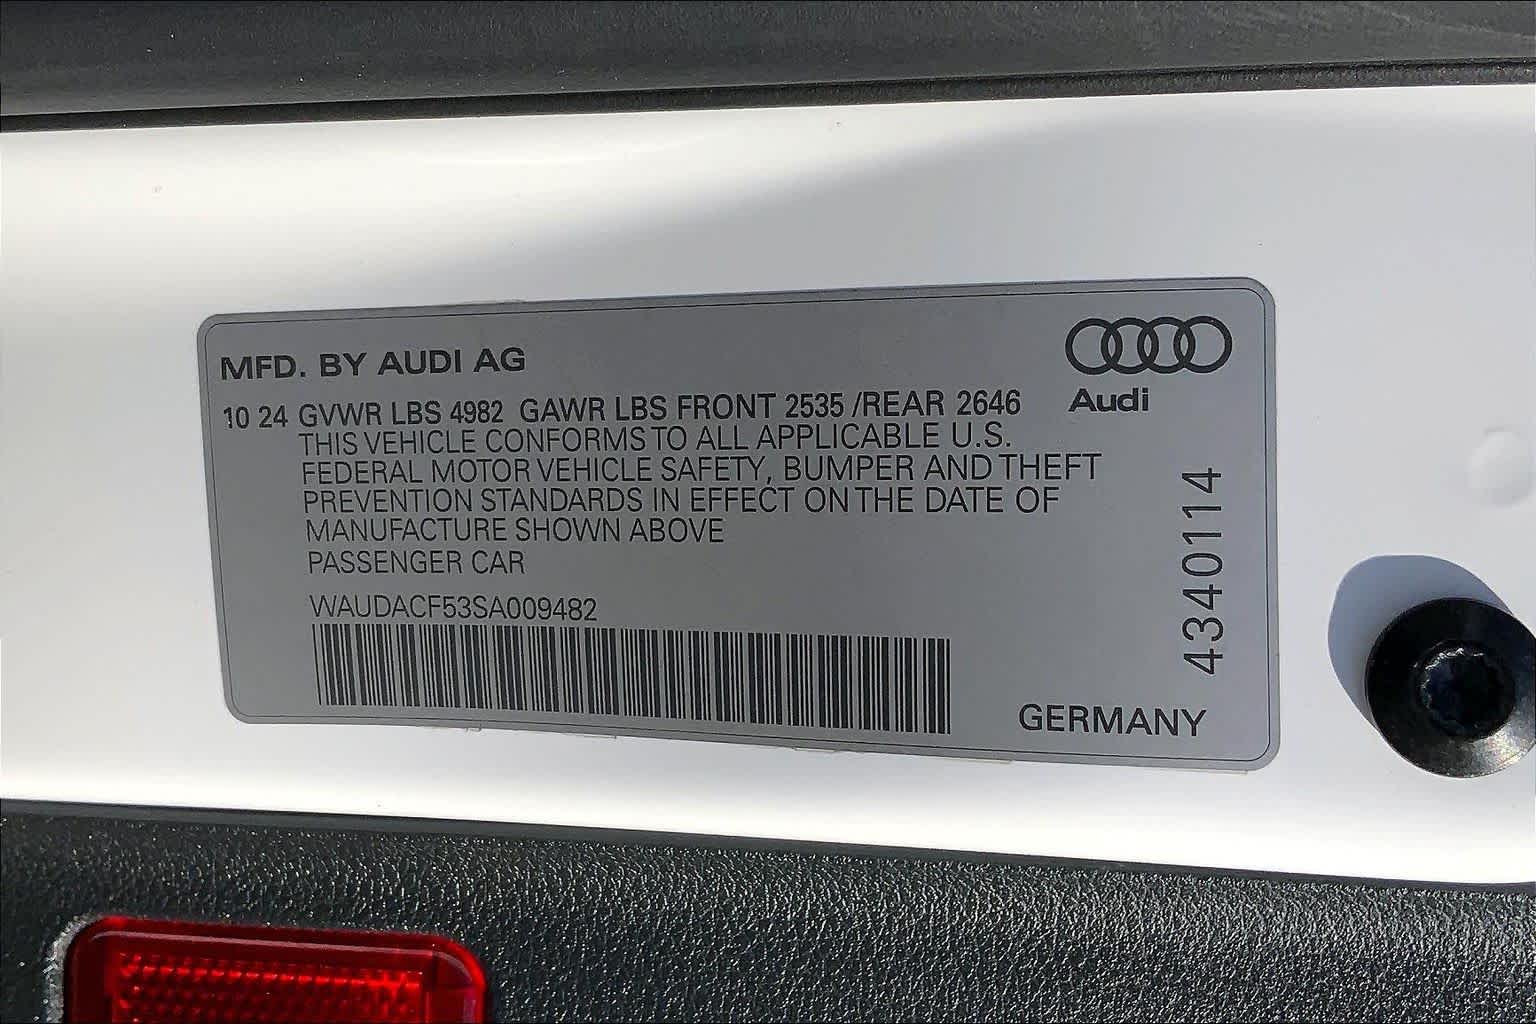 MFD. BY AUDI AG
Audi
10 24 GVWR LBS 4982 GAWR LBS FRONT 2535 /REAR 2646
THIS VEHICLE CONFORMS TO ALL APPLICABLE U.S.
FEDERAL MOTOR VEHICLE SAFETY, BUMPER AND THEFT
PREVENTION STANDARDS IN EFFECT ON THE DATE OF
MANUFACTURE SHOWN ABOVE
PASSENGER CAR
WAUDACF53SA009482
4340114
GERMANY